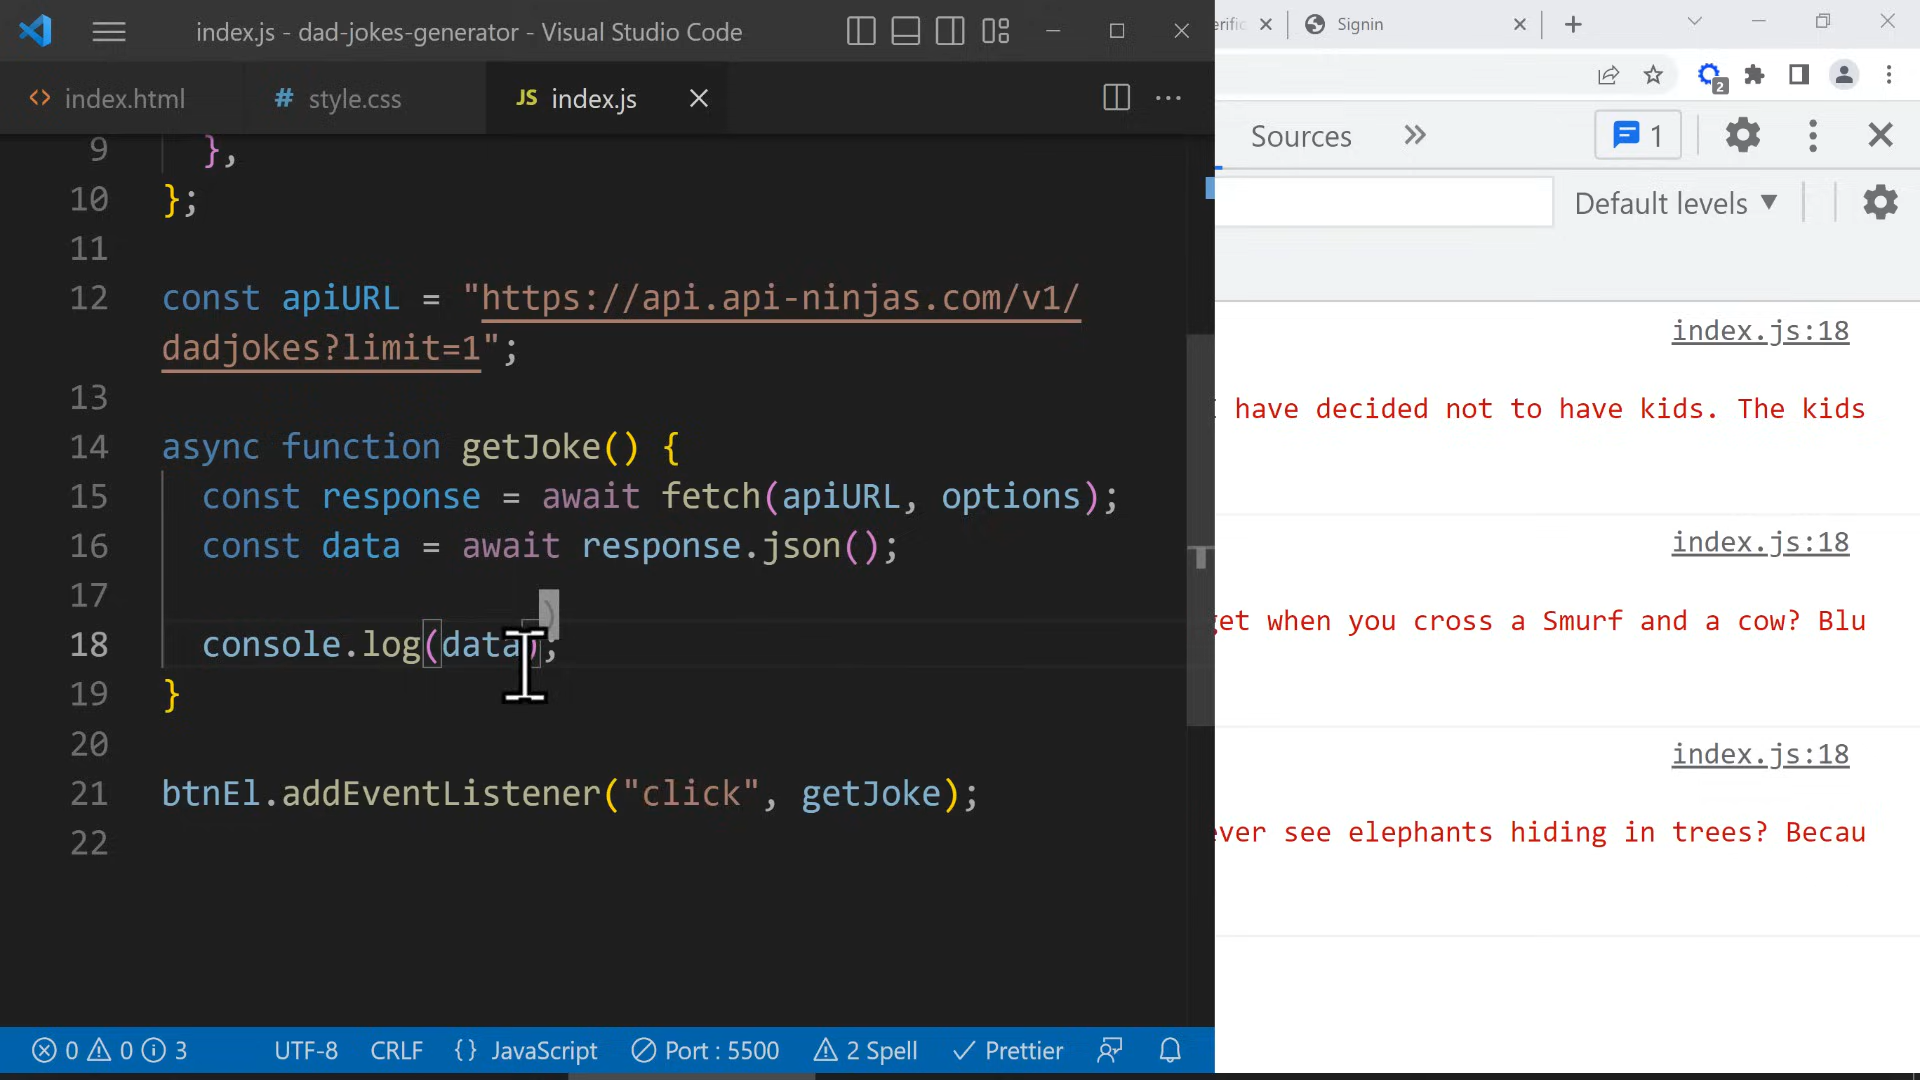 index.js - dad-jokes-generator - Visual Studio Code
index.html
# style.css
JS index.js
9 },
10 };
11
12 const apiURL = "https://api.api-ninjas.com/v1/
dadjokes?limit=1";
13
14 async function getJoke() {
15 const response = await fetch(apiURL, options);
16 const data = await response.json();
17
18 console.log(data);
19 }
20
21 btnEl.addEventListener("click", getJoke);
22
0 0 3 UTF-8 CRLF {} JavaScript Port : 5500 2 Spell Prettier
Signin
2
Sources
1
Default levels
index.js:18
have decided not to have kids. The kids
index.js:18
get when you cross a Smurf and a cow? Blu
index.js:18
ever see elephants hiding in trees? Becau